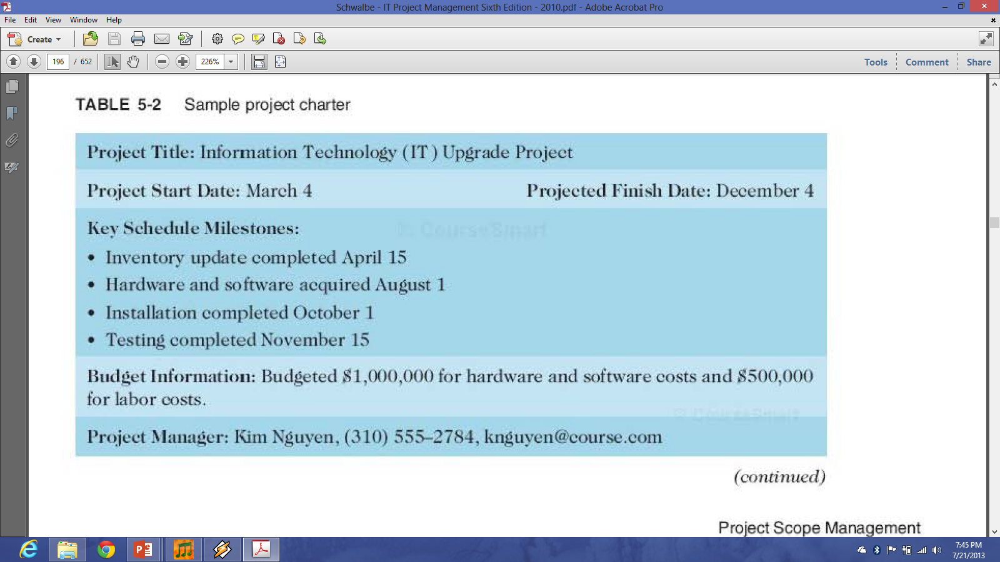 Schwalbe - IT Project Management Sixth Edition - 2010.pdf - Adobe Acrobat Pro
File Edit View Window Help
Create
196 / 652 226% Tools Comment Share
TABLE 5-2 Sample project charter
Project Title: Information Technology (IT ) Upgrade Project
Project Start Date: March 4 Projected Finish Date: December 4
Key Schedule Milestones:
© CourseSmart
• Inventory update completed April 15
• Hardware and software acquired August 1
• Installation completed October 1
• Testing completed November 15
Budget Information: Budgeted $1,000,000 for hardware and software costs and $500,000
for labor costs.
© CourseSmart
Project Manager: Kim Nguyen, (310) 555–2784, knguyen@course.com
(continued)
Project Scope Management
7:45 PM
7/21/2013